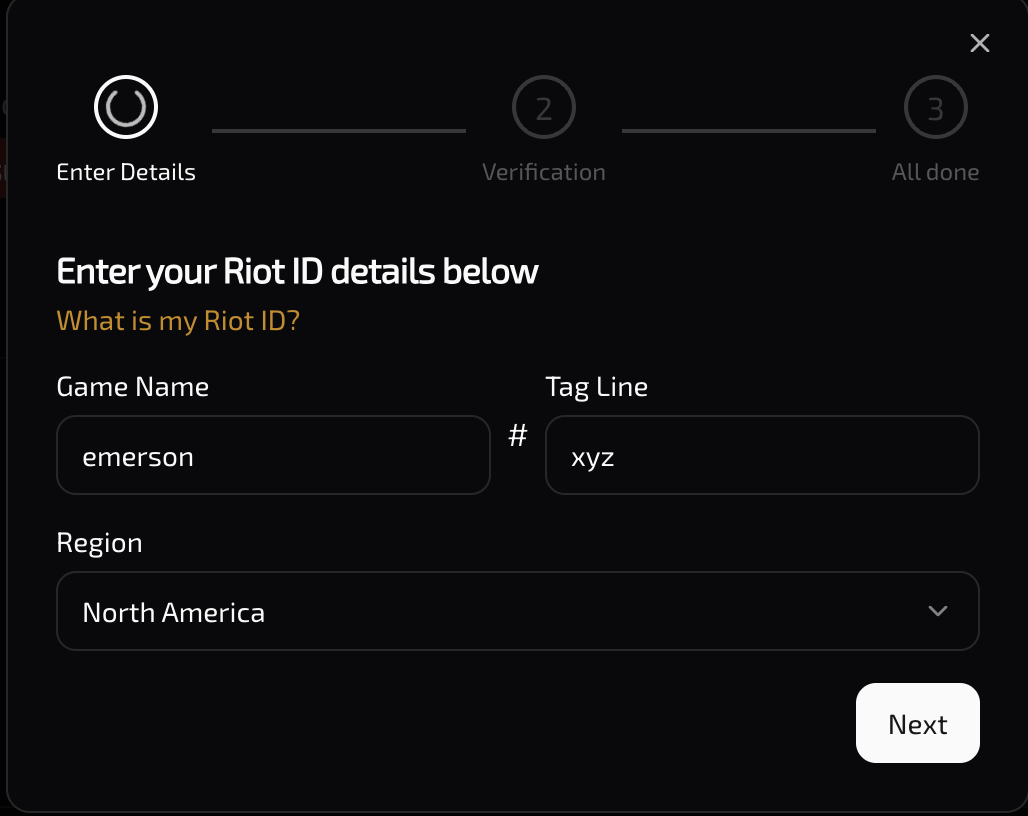 2
3
Enter Details
Verification
All done
Enter your Riot ID details below
What is my Riot ID?
Game Name
Tag Line
emerson
#
xyz
Region
North America
Next